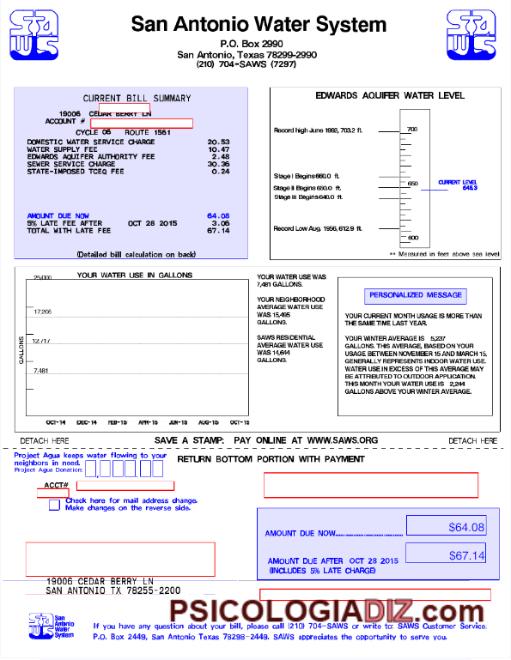 San Antonio Water System
P.O. Box 2990
San Antonio, Texas 78299-2990
(210) 704-SAWS (7297)
CURRENT BILL SUMMARY
19006 CEDAR BERRY LN
ACCOUNT #
CYCLE 06 ROUTE 1561
DOMESTIC WATER SERVICE CHARGE 20.53
WATER SUPPLY FEE 10.47
EDWARDS AQUIFER AUTHORITY FEE 2.48
SEWER SERVICE CHARGE 30.36
STATE-IMPOSED TCEQ FEE 0.24
AMOUNT DUE NOW 64.08
5% LATE FEE AFTER OCT 28 2015 3.06
TOTAL WITH LATE FEE 67.14
(Detailed bill calculation on back)
EDWARDS AQUIFER WATER LEVEL
Record high June 1992, 703.2 ft.
700
Stage I Begins 660.0 ft.
Stage II Begins 650.0 ft.
Stage III Begins 640.0 ft.
650
CURRENT LEVEL
Record Low Aug. 1956, 612.9 ft.
600
** Measured in feet above sea level
YOUR WATER USE IN GALLONS
25,000
12,717
7,481
GALLONS
OCT-14 DEC-14 FEB-15 APR-15 JUN-15 AUG-15 OCT-15
YOUR WATER USE WAS
7,481 GALLONS.
YOUR NEIGHBORHOOD
AVERAGE WATER USE
WAS 15,495
GALLONS.
SAWS RESIDENTIAL
AVERAGE WATER USE
WAS 14,644
GALLONS.
PERSONALIZED MESSAGE
YOUR CURRENT MONTH USAGE IS MORE THAN
THE SAME TIME LAST YEAR.
YOUR WINTER AVERAGE IS 5,237
GALLONS. THIS AVERAGE, BASED ON YOUR
USAGE BETWEEN NOVEMBER 15 AND MARCH 15,
GENERALLY REPRESENTS INDOOR WATER USE.
WATER USE IN EXCESS OF THIS AVERAGE MAY
BE ATTRIBUTED TO OUTDOOR APPLICATION.
THIS MONTH YOUR WATER USE IS 2,244
GALLONS ABOVE YOUR WINTER AVERAGE.
DETACH HERE SAVE A STAMP: PAY ONLINE AT WWW.SAWS.ORG DETACH HERE
Project Agua keeps water flowing to your
neighbors in need.
Project Agua Donation:
RETURN BOTTOM PORTION WITH PAYMENT
ACCT#
Check here for mail address change.
Make changes on the reverse side.
AMOUNT DUE NOW $64.08
AMOUNT DUE AFTER OCT 28 2015 $67.14
(INCLUDES 5% LATE CHARGE)
19006 CEDAR BERRY LN
SAN ANTONIO TX 78255-2200
PSICOLOGIADIZ.com
San
Antonio
Water
System
If you have any question about your bill, please call (210) 704-SAWS or write to: SAWS Customer Service.
P.O. Box 2449, San Antonio Texas 78298-2449. SAWS appreciates the opportunity to serve you.